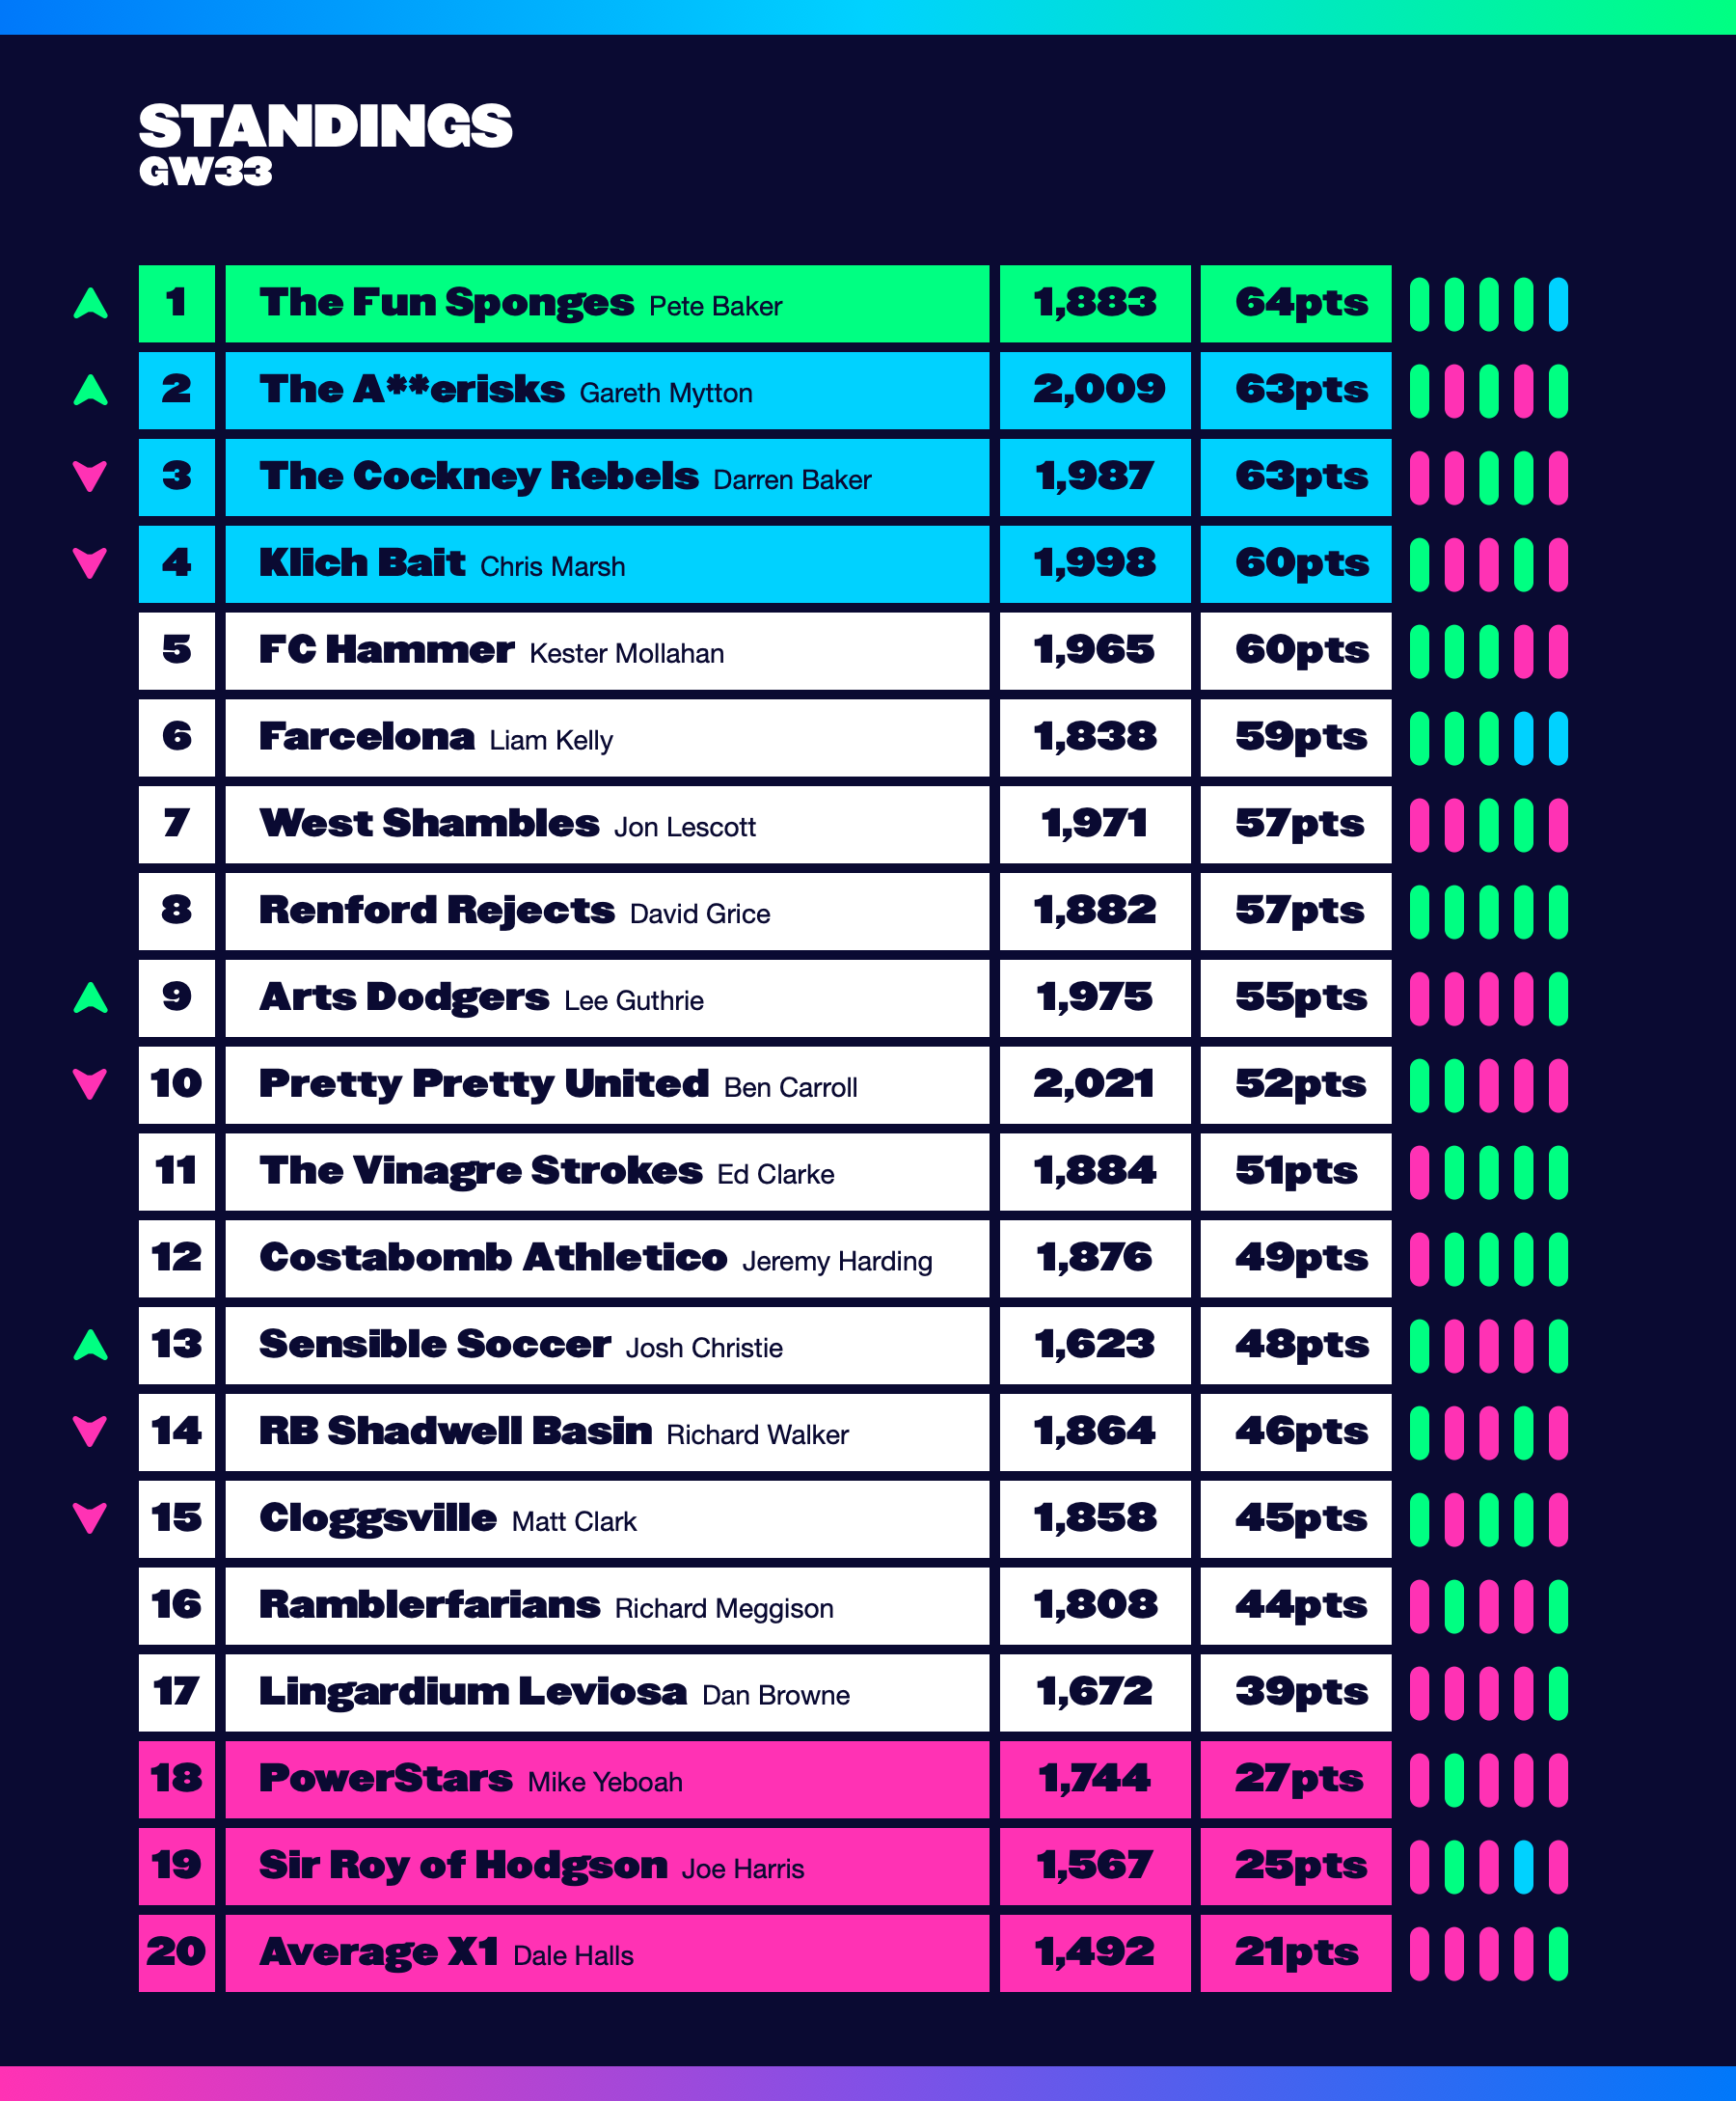 STANDINGS
GW33
1 The Fun Sponges Pete Baker 1,883 64pts
2 The A**erisks Gareth Mytton 2,009 63pts
3 The Cockney Rebels Darren Baker 1,987 63pts
4 Klich Bait Chris Marsh 1,998 60pts
5 FC Hammer Kester Mollahan 1,965 60pts
6 Farcelona Liam Kelly 1,838 59pts
7 West Shambles Jon Lescott 1,971 57pts
8 Renford Rejects David Grice 1,882 57pts
9 Arts Dodgers Lee Guthrie 1,975 55pts
10 Pretty Pretty United Ben Carroll 2,021 52pts
11 The Vinagre Strokes Ed Clarke 1,884 51pts
12 Costabomb Athletico Jeremy Harding 1,876 49pts
13 Sensible Soccer Josh Christie 1,623 48pts
14 RB Shadwell Basin Richard Walker 1,864 46pts
15 Cloggsville Matt Clark 1,858 45pts
16 Ramblerfarians Richard Meggison 1,808 44pts
17 Lingardium Leviosa Dan Browne 1,672 39pts
18 PowerStars Mike Yeboah 1,744 27pts
19 Sir Roy of Hodgson Joe Harris 1,567 25pts
20 Average X1 Dale Halls 1,492 21pts